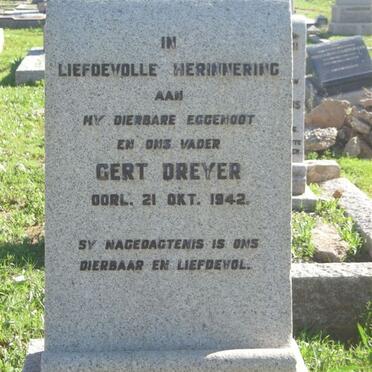 IN
LIEFDEVOLLE HERINNERING
AAN
MY DIERBARE EGGENOOT
EN ONS VADER
GERT DREYER
OORL. 21 OKT. 1942.
SY NAGEDAGTENIS IS ONS
DIERBAAR EN LIEFDEVOL.